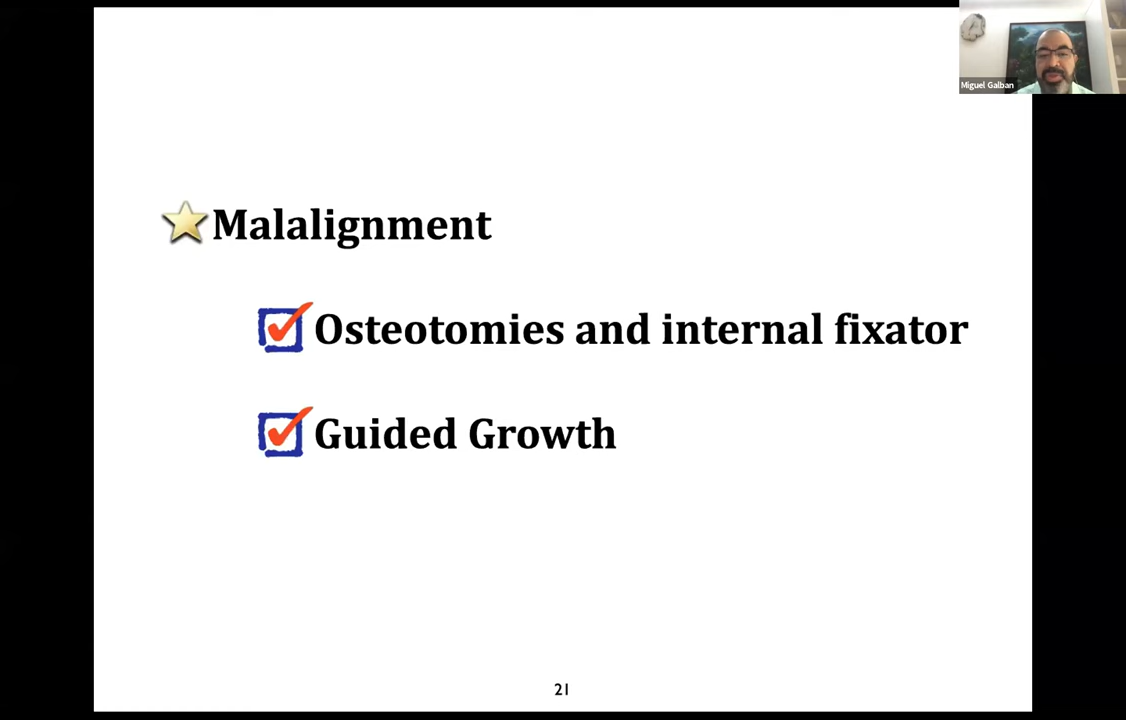 Miguel Galban
Malalignment
Osteotomies and internal fixator
Guided Growth
21